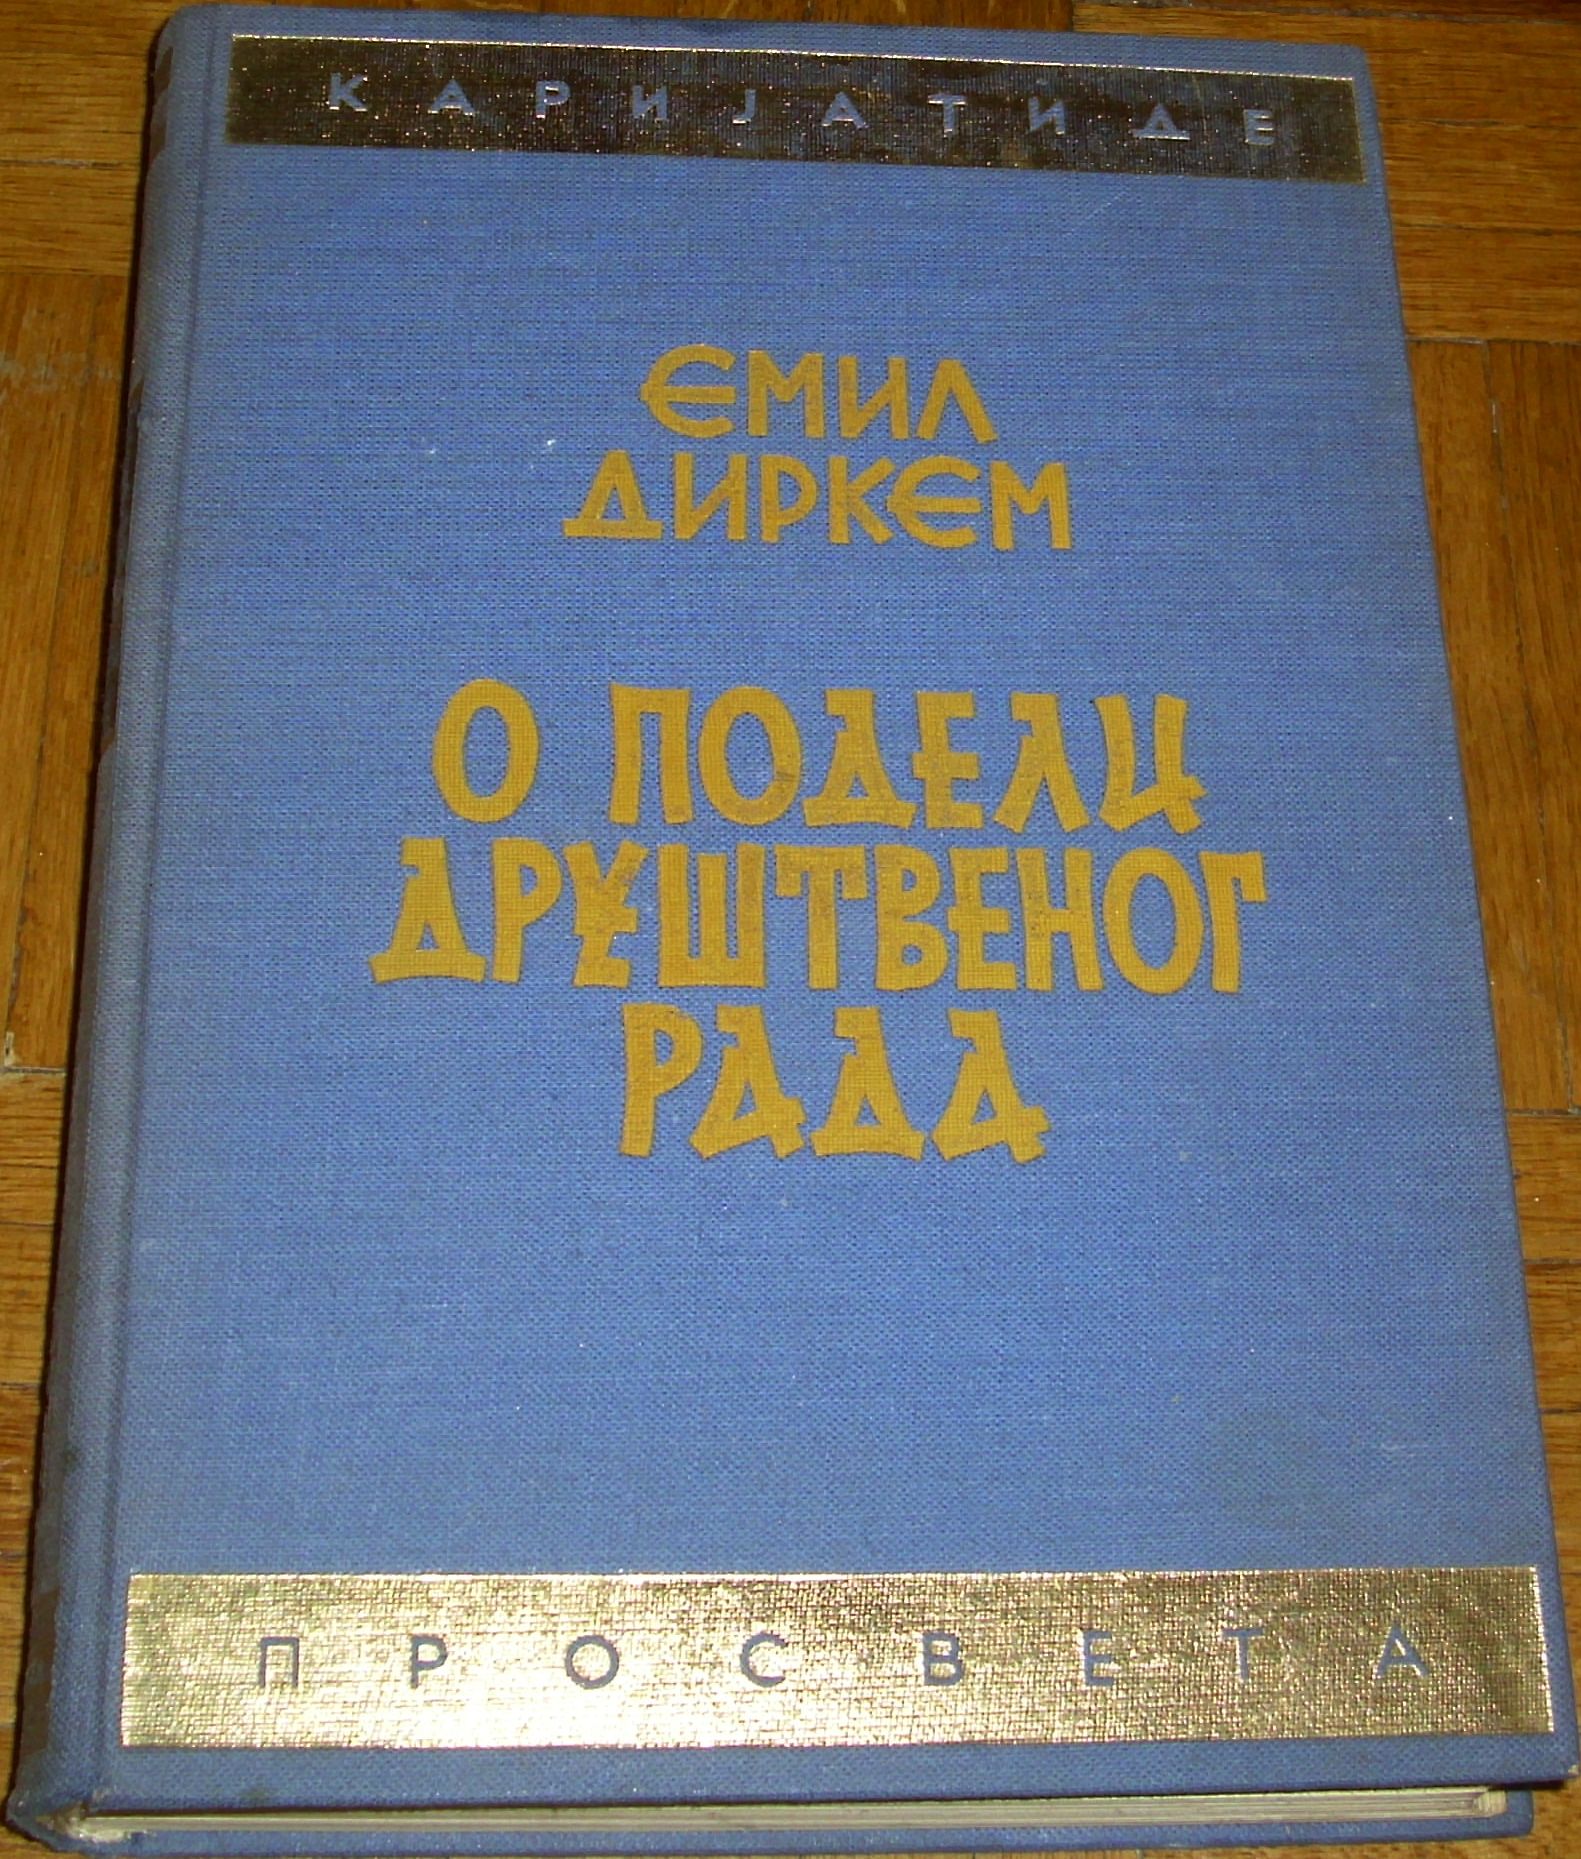 КАРИЈАТИДЕ
ЕМИЛ
ДИРКЕМ
О ПОДЕЛИ
ДРУШТВЕНОГ
РАДА
ПРОСВЕТА